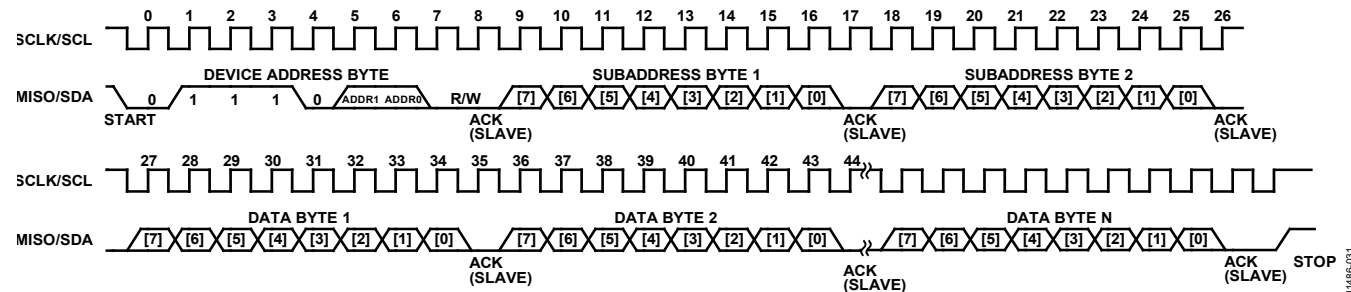 0 1 2 3 4 5 6 7 8 9 10 11 12 13 14 15 16 17 18 19 20 21 22 23 24 25 26
SCLK/SCL
DEVICE ADDRESS BYTE SUBADDRESS BYTE 1 SUBADDRESS BYTE 2
MISO/SDA 0 1 1 1 0 ADDR1 ADDR0 R/W [7] [6] [5] [4] [3] [2] [1] [0] [7] [6] [5] [4] [3] [2] [1] [0]
START ACK (SLAVE) ACK (SLAVE) ACK (SLAVE)
27 28 29 30 31 32 33 34 35 36 37 38 39 40 41 42 43 44
SCLK/SCL
DATA BYTE 1 DATA BYTE 2 DATA BYTE N
MISO/SDA [7] [6] [5] [4] [3] [2] [1] [0] [7] [6] [5] [4] [3] [2] [1] [0] [7] [6] [5] [4] [3] [2] [1] [0]
ACK (SLAVE) ACK (SLAVE) ACK (SLAVE) STOP
11486-031